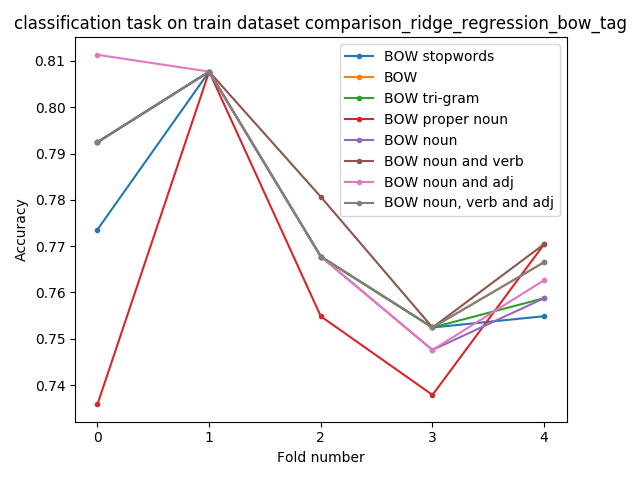 classification task on train dataset comparison_ridge_regression_bow_tag
0.81
0.80
0.79
0.78
0.77
0.76
0.75
0.74
Accuracy
BOW stopwords
BOW
BOW tri-gram
BOW proper noun
BOW noun
BOW noun and verb
BOW noun and adj
BOW noun, verb and adj
0 1 2 3 4
Fold number